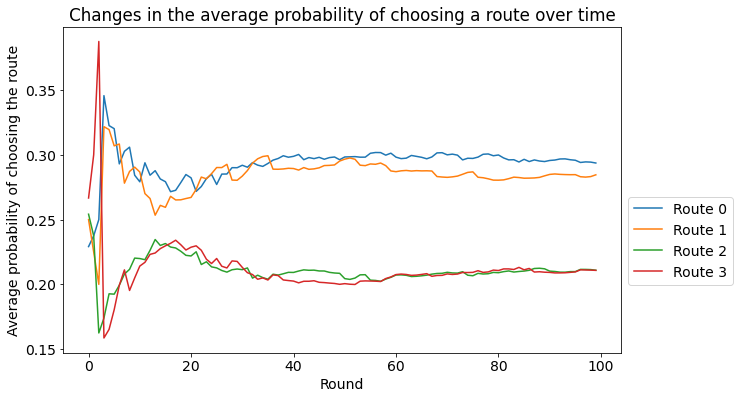 Changes in the average probability of choosing a route over time
Average probability of choosing the route
0.35
0.30
0.25
0.20
0.15
0
20
40
60
80
100
Round
Route 0
Route 1
Route 2
Route 3